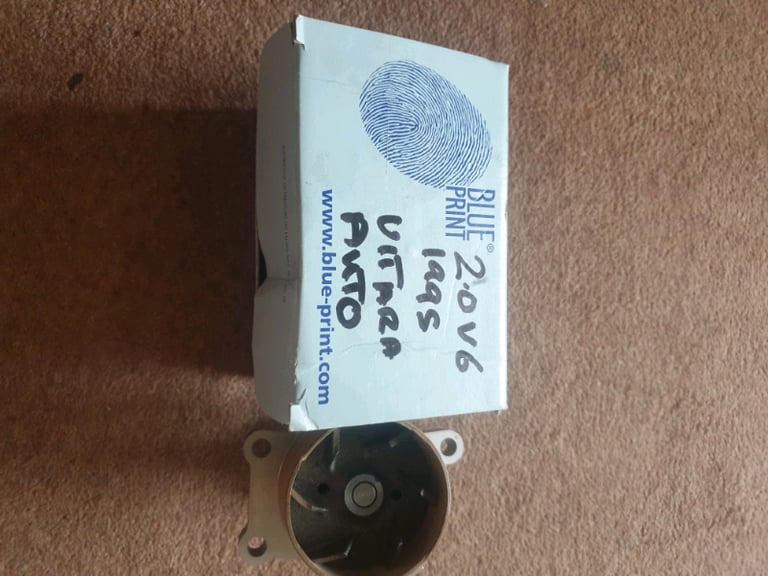 BLUE®
PRINT
2.0 V6
1995
VITARA
AUTO
www.blue-print.com